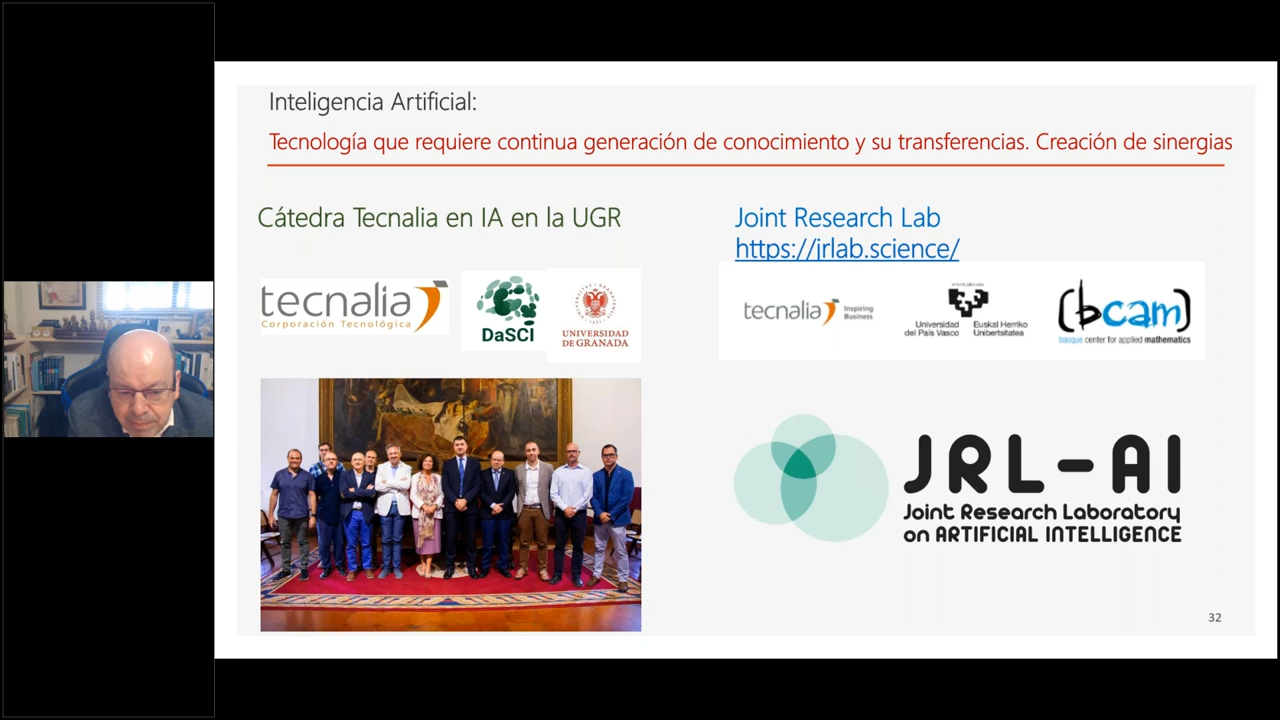 Inteligencia Artificial:
Tecnología que requiere continua generación de conocimiento y su transferencias. Creación de sinergias
Cátedra Tecnalia en IA en la UGR
tecnalia
Corporación Tecnológica
DaSCI
UNIVERSIDAD
DE GRANADA
Joint Research Lab
https://jrlab.science/
tecnalia
Inspiring
Business
Universidad
del País Vasco
Euskal Herriko
Unibertsitatea
(bcam)
basque center for applied mathematics
JRL-AI
Joint Research Laboratory
on ARTIFICIAL INTELLIGENCE
32